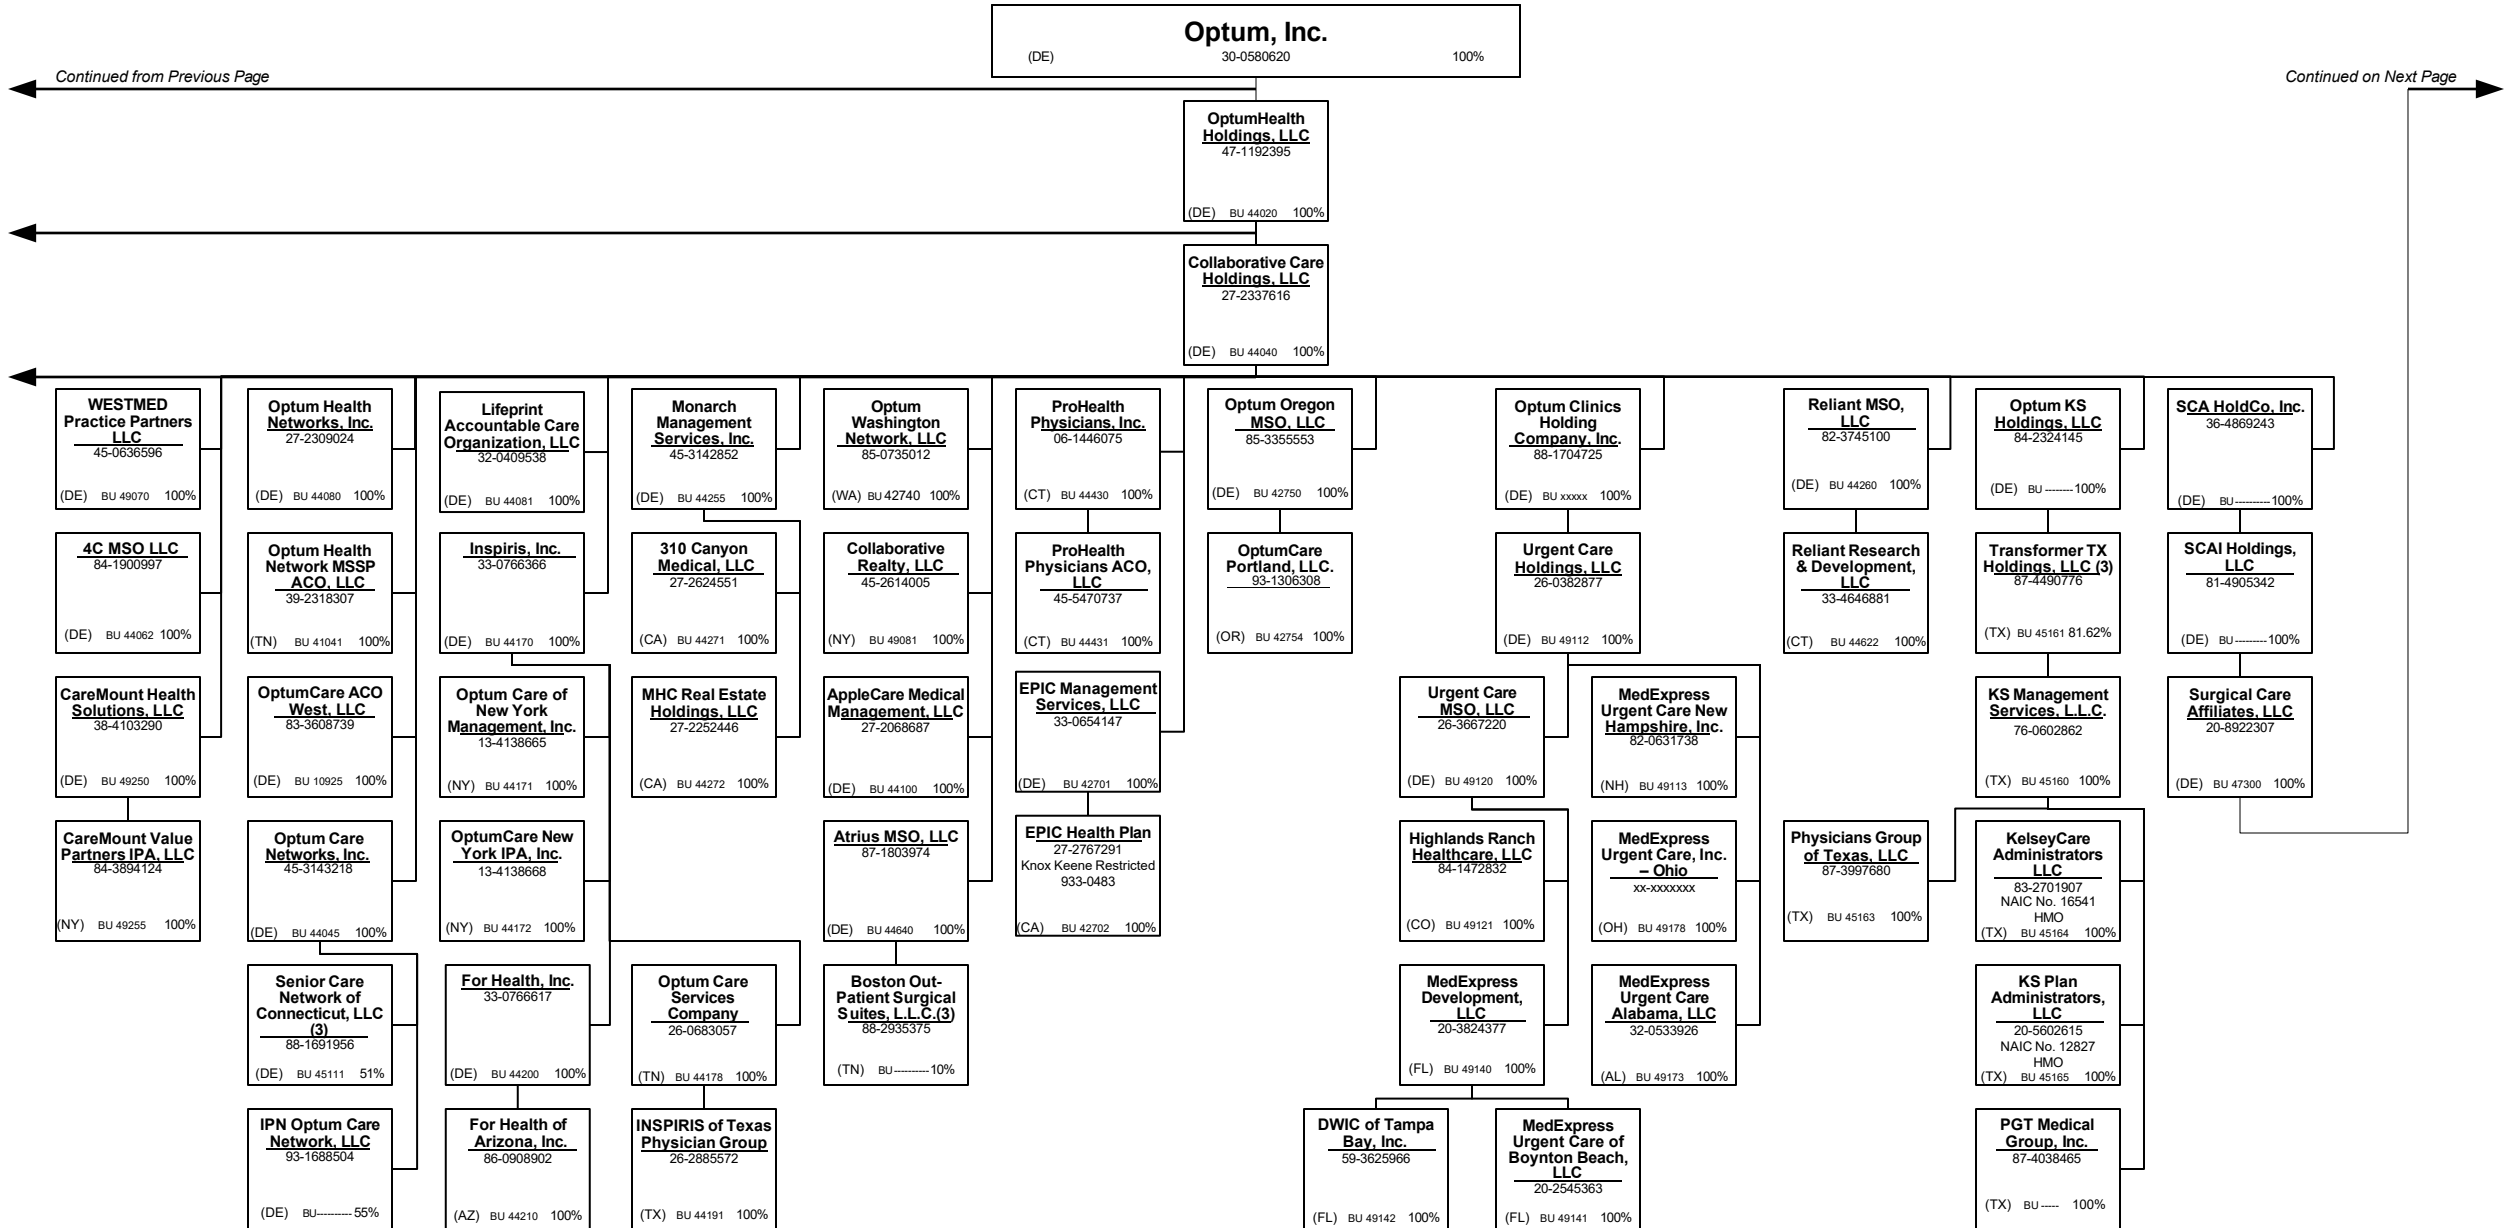 Optum, Inc.
(DE) 30-0580620 100%
Continued from Previous Page
Continued on Next Page
OptumHealth
Holdings, LLC
47-1192395
(DE) BU 44020 100%
Collaborative Care
Holdings, LLC
27-2337616
(DE) BU 44040 100%
WESTMED
Practice Partners
LLC
45-0636596
(DE) BU 49070 100%
Optum Health
Networks, Inc.
27-2309024
(DE) BU 44080 100%
Lifeprint
Accountable Care
Organization, LLC
32-0409538
(DE) BU 44081 100%
Monarch
Management
Services, Inc.
45-3142852
(DE) BU 44255 100%
Optum
Washington
Network, LLC
85-0735012
(WA) BU 42740 100%
ProHealth
Physicians, Inc.
06-1446075
(CT) BU 44430 100%
Optum Oregon
MSO, LLC
85-3355553
(DE) BU 42750 100%
Optum Clinics
Holding
Company, Inc.
88-1704725
(DE) BU xxxxx 100%
Reliant MSO,
LLC
82-3745100
(DE) BU 44260 100%
Optum KS
Holdings, LLC
84-2324145
(DE) BU -------- 100%
SCA HoldCo, Inc.
36-4869243
(DE) BU ---------- 100%
4C MSO LLC
84-1900997
(DE) BU 44062 100%
Optum Health
Network MSSP
ACO, LLC
39-2318307
(TN) BU 41041 100%
Inspiris, Inc.
33-0766366
(DE) BU 44170 100%
310 Canyon
Medical, LLC
27-2624551
(CA) BU 44271 100%
Collaborative
Realty, LLC
45-2614005
(NY) BU 49081 100%
ProHealth
Physicians ACO,
LLC
45-5470737
(CT) BU 44431 100%
OptumCare
Portland, LLC.
93-1306308
(OR) BU 42754 100%
Urgent Care
Holdings, LLC
26-0382877
(DE) BU 49112 100%
Reliant Research
& Development,
LLC
33-4646881
(CT) BU 44622 100%
Transformer TX
Holdings, LLC (3)
87-4490776
(TX) BU 45161 81.62%
SCAI Holdings,
LLC
81-4905342
(DE) BU --------- 100%
CareMount Health
Solutions, LLC
38-4103290
(DE) BU 49250 100%
OptumCare ACO
West, LLC
83-3608739
(DE) BU 10925 100%
Optum Care of
New York
Management, Inc.
13-4138665
(NY) BU 44171 100%
MHC Real Estate
Holdings, LLC
27-2252446
(CA) BU 44272 100%
AppleCare Medical
Management, LLC
27-2068687
(DE) BU 44100 100%
EPIC Management
Services, LLC
33-0654147
(DE) BU 42701 100%
Urgent Care
MSO, LLC
26-3667220
(DE) BU 49120 100%
MedExpress
Urgent Care New
Hampshire, Inc.
82-0631738
(NH) BU 49113 100%
KS Management
Services, L.L.C.
76-0602862
(TX) BU 45160 100%
Surgical Care
Affiliates, LLC
20-8922307
(DE) BU 47300 100%
CareMount Value
Partners IPA, LLC
84-3894124
(NY) BU 49255 100%
Optum Care
Networks, Inc.
45-3143218
(DE) BU 44045 100%
OptumCare New
York IPA, Inc.
13-4138668
(NY) BU 44172 100%
Atrius MSO, LLC
87-1803974
(DE) BU 44640 100%
EPIC Health Plan
27-2767291
Knox Keene Restricted
933-0483
(CA) BU 42702 100%
Highlands Ranch
Healthcare, LLC
84-1472832
(CO) BU 49121 100%
MedExpress
Urgent Care, Inc.
– Ohio
xx-xxxxxxx
(OH) BU 49178 100%
Physicians Group
of Texas, LLC
87-3997680
(TX) BU 45163 100%
KelseyCare
Administrators
LLC
83-2701907
NAIC No. 16541
HMO
(TX) BU 45164 100%
Senior Care
Network of
Connecticut, LLC
(3)
88-1691956
(DE) BU 45111 51%
For Health, Inc.
33-0766617
(DE) BU 44200 100%
Optum Care
Services
Company
26-0683057
(TN) BU 44178 100%
Boston Out-
Patient Surgical
Suites, L.L.C.(3)
88-2935375
(TN) BU ---------- 10%
MedExpress
Development,
LLC
20-3824377
(FL) BU 49140 100%
MedExpress
Urgent Care
Alabama, LLC
32-0533926
(AL) BU 49173 100%
KS Plan
Administrators,
LLC
20-5602615
NAIC No. 12827
HMO
(TX) BU 45165 100%
IPN Optum Care
Network, LLC
93-1688504
(DE) BU ---------- 55%
For Health of
Arizona, Inc.
86-0908902
(AZ) BU 44210 100%
INSPIRIS of Texas
Physician Group
26-2885572
(TX) BU 44191 100%
DWIC of Tampa
Bay, Inc.
59-3625966
(FL) BU 49142 100%
MedExpress
Urgent Care of
Boynton Beach,
LLC
20-2545363
(FL) BU 49141 100%
PGT Medical
Group, Inc.
87-4038465
(TX) BU ----- 100%